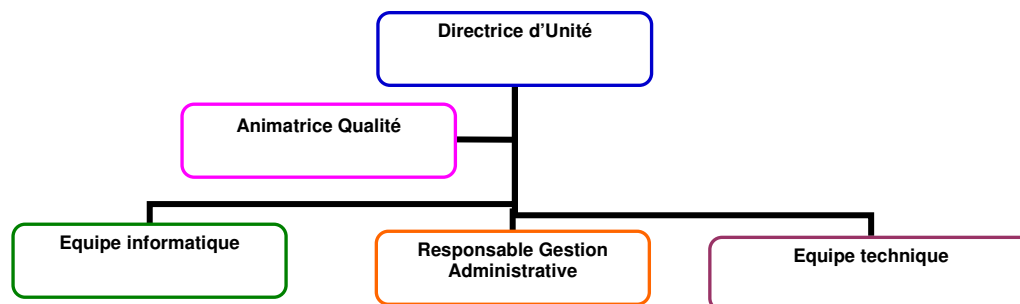 Directrice d'Unité
Animatrice Qualité
Equipe informatique
Responsable Gestion
Administrative
Equipe technique